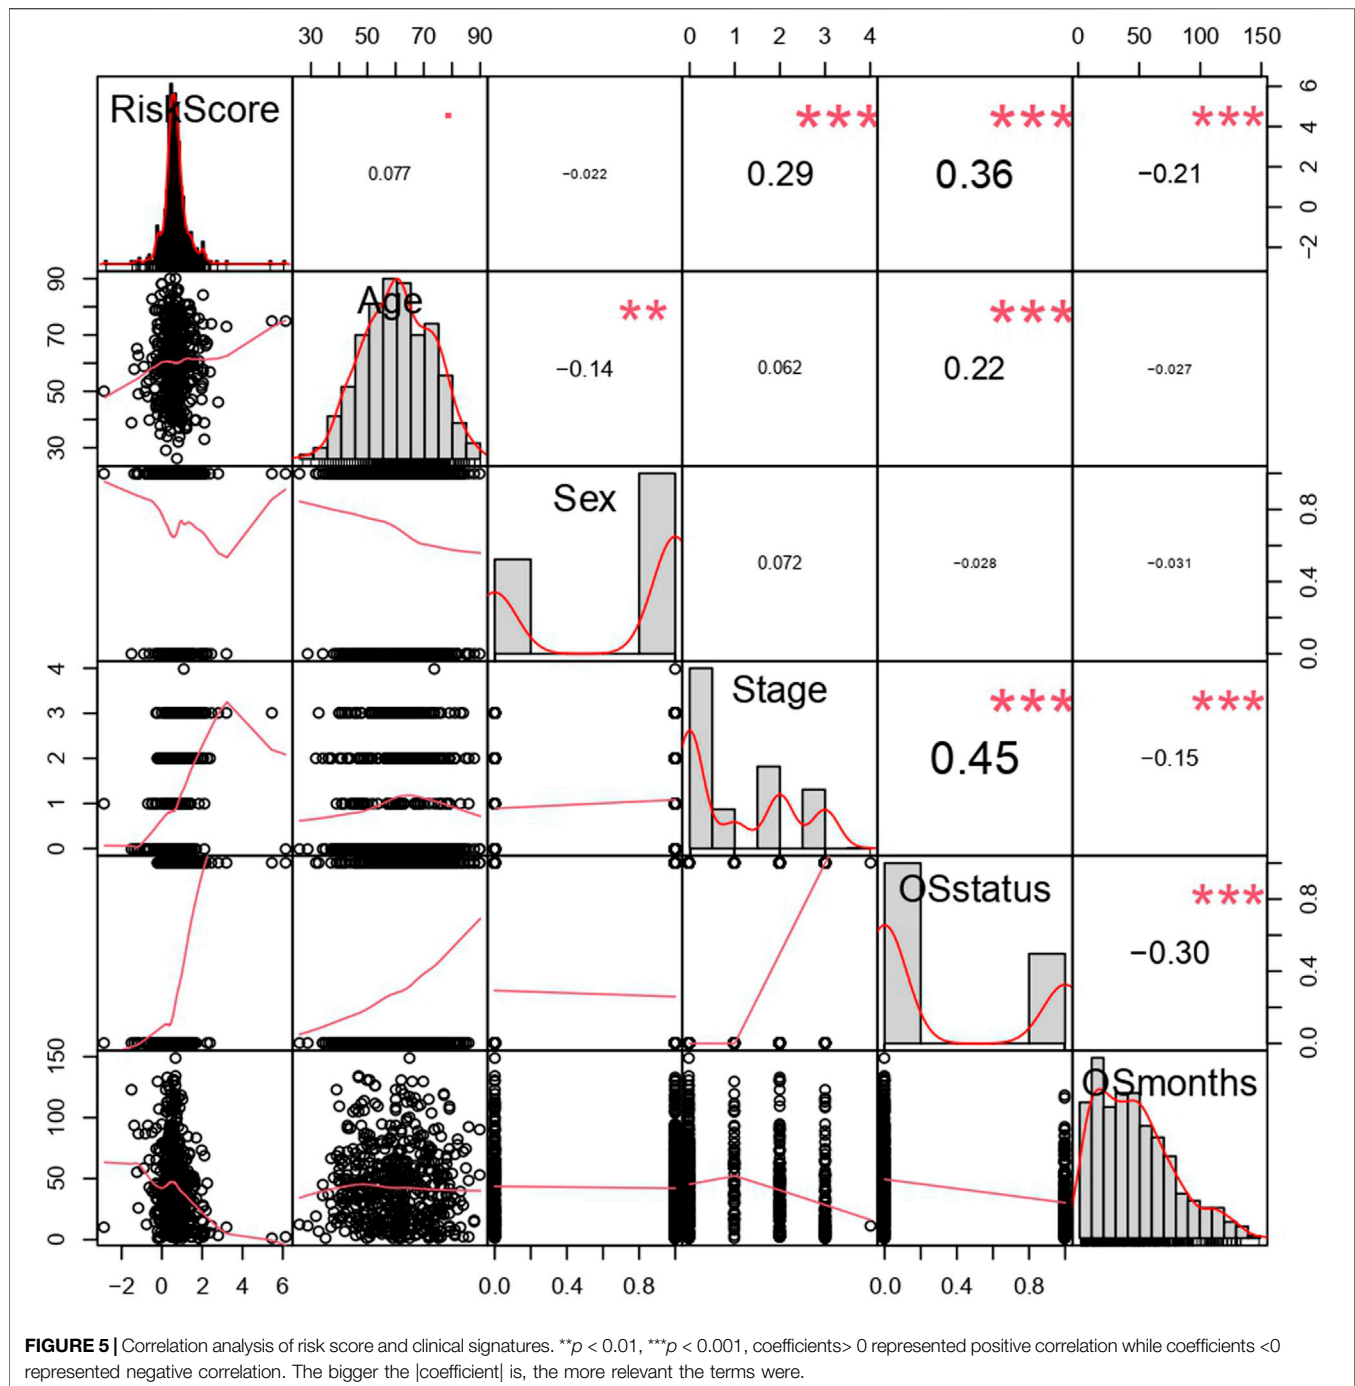 30 50 70 90 0 1 2 3 4 0 50 100 150
RiskScore . *** *** ***
0.077 −0.022 0.29 0.36 −0.21
6 4 2 0 −2
90 70 50 30
Age ** ***
−0.14 0.062 0.22 −0.027
Sex
0.072 −0.028 −0.031
0.8 0.4 0.0
4 3 2 1 0
Stage *** ***
0.45 −0.15
OSstatus ***
−0.30
0.8 0.4 0.0
150 100 50 0
OSmonths
−2 0 2 4 6 0.0 0.4 0.8 0.0 0.4 0.8
FIGURE 5 | Correlation analysis of risk score and clinical signatures. **p < 0.01, ***p < 0.001, coefficients> 0 represented positive correlation while coefficients <0
represented negative correlation. The bigger the |coefficient| is, the more relevant the terms were.